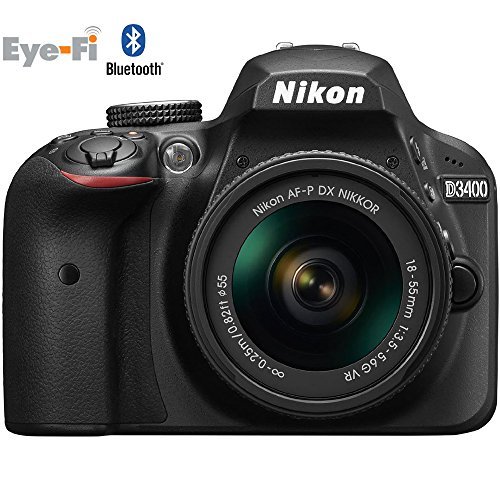 Eye-Fi
Bluetooth®
Nikon
D3400
Nikon AF-P DX NIKKOR
18-55mm 1:3.5-5.6G VR
∞-0.25m/0.82ft ⌀55